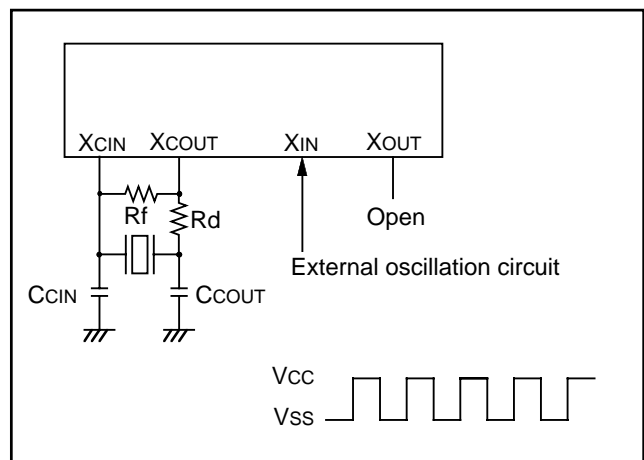 XCIN XCOUT XIN XOUT
Rf Rd Open
External oscillation circuit
CCIN CCOUT
VCC
VSS